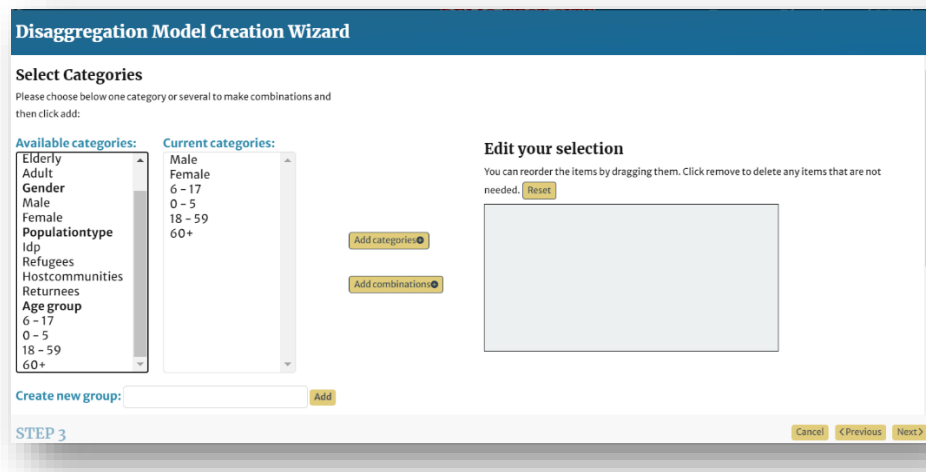 Disaggregation Model Creation Wizard
Select Categories
Please choose below one category or several to make combinations and
then click add:
Available categories:
Elderly
Adult
Gender
Male
Female
Populationtype
Idp
Refugees
Hostcommunities
Returnees
Age group
6 – 17
0 – 5
18 – 59
60+
Current categories:
Male
Female
6 – 17
0 – 5
18 – 59
60+
Add categories
Add combinations
Edit your selection
You can reorder the items by dragging them. Click remove to delete any items that are not
needed. Reset
Create new group: Add
STEP 3
Cancel <Previous Next>